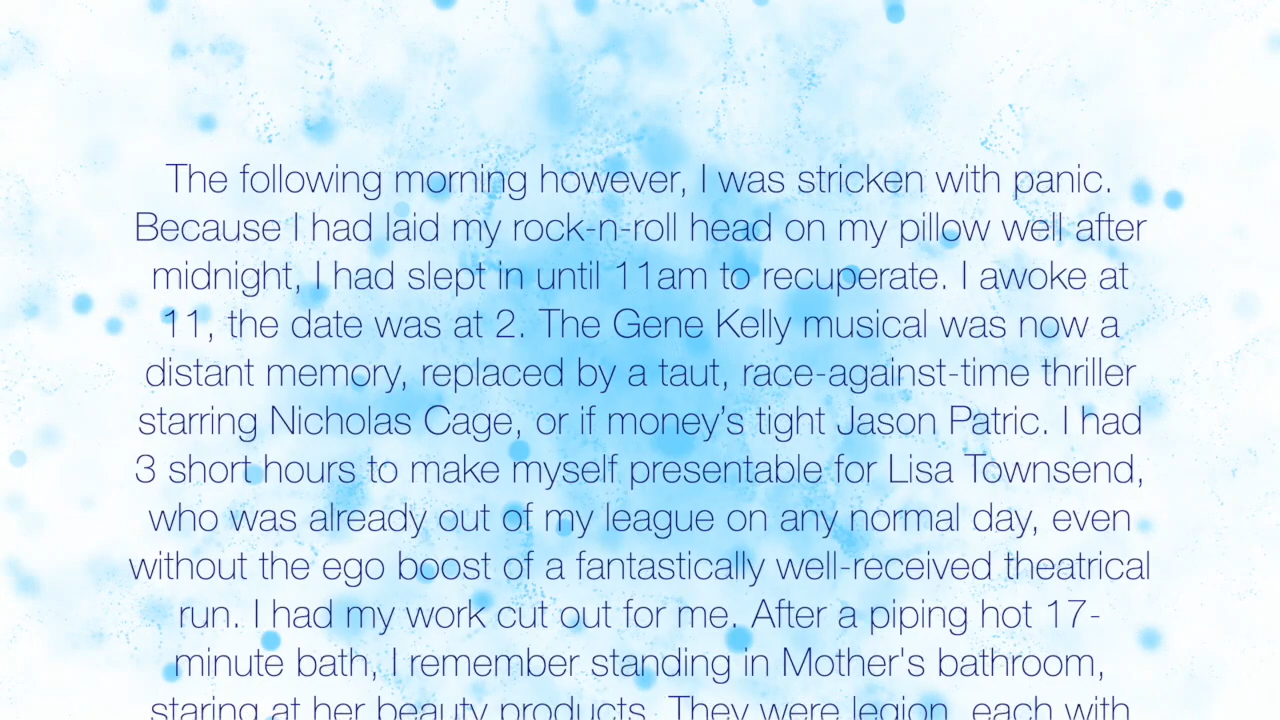 The following morning however, I was stricken with panic.
Because I had laid my rock-n-roll head on my pillow well after
midnight, I had slept in until 11am to recuperate. I awoke at
11, the date was at 2. The Gene Kelly musical was now a
distant memory, replaced by a taut, race-against-time thriller
starring Nicholas Cage, or if money’s tight Jason Patric. I had
3 short hours to make myself presentable for Lisa Townsend,
who was already out of my league on any normal day, even
without the ego boost of a fantastically well-received theatrical
run. I had my work cut out for me. After a piping hot 17-
minute bath, I remember standing in Mother's bathroom,
staring at her beauty products. They were legion, each with